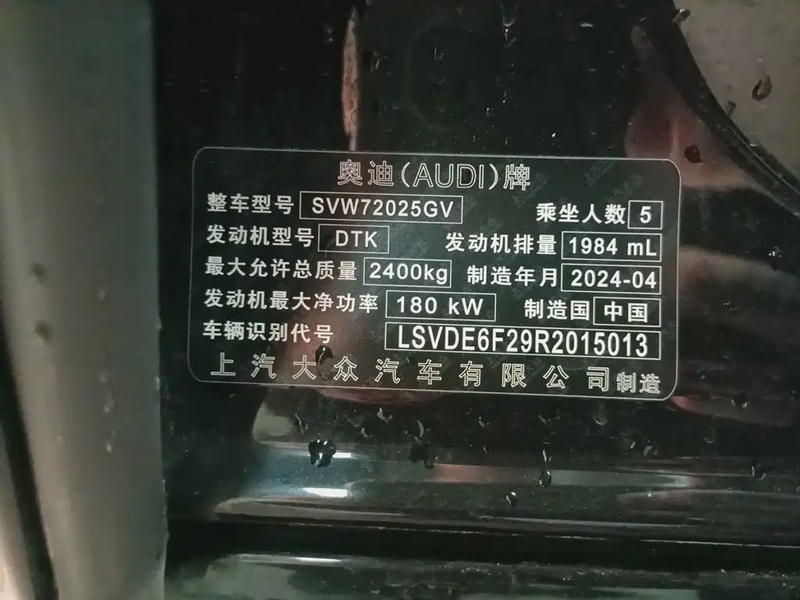 奥迪(AUDI)牌
整车型号 SVW72025GV 乘坐人数 5
发动机型号 DTK 发动机排量 1984 mL
最大允许总质量 2400kg 制造年月 2024-04
发动机最大净功率 180 kW 制造国 中国
车辆识别代号 LSVDE6F29R2015013
上汽大众汽车有限公司制造